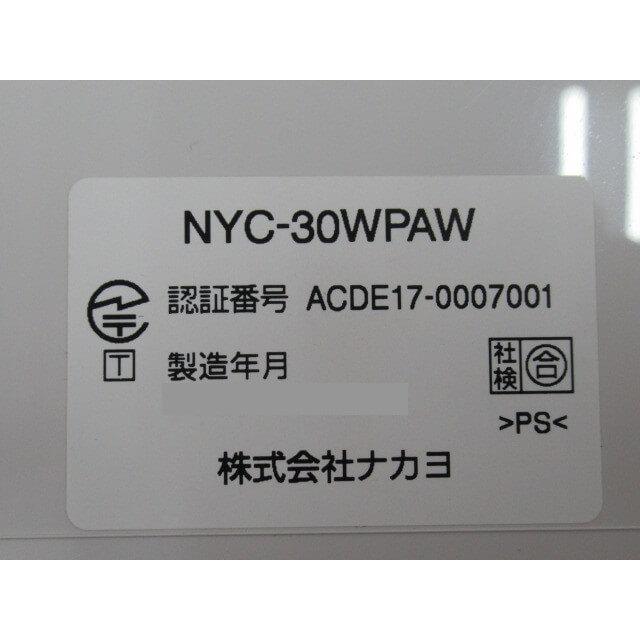 NYC-30WPAW
認証番号 ACDE17-0007001
T 製造年月
社検 合
>PS<
株式会社ナカヨ